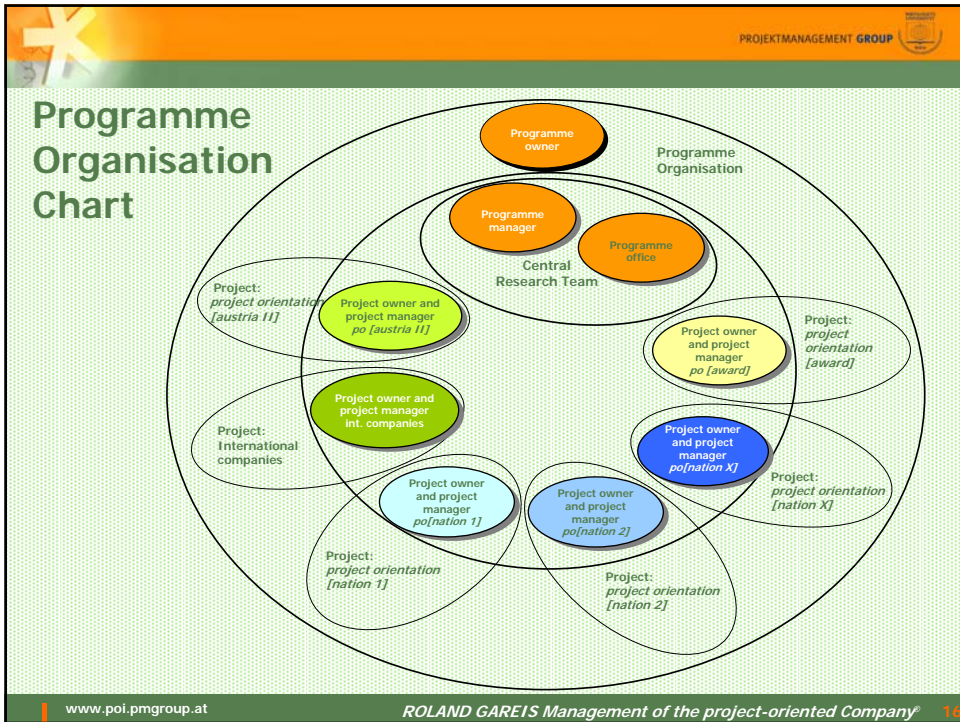 PROJEKTMANAGEMENT GROUP
Programme
Organisation
Chart
Programme
owner
Programme
Organisation
Programme
manager
Programme
office
Central
Research Team
Project:
project orientation
[austria II]
Project owner and
project manager
po [austria II]
Project owner
and project
manager
po [award]
Project:
project
orientation
[award]
Project owner and
project manager
int. companies
Project:
International
companies
Project owner
and project
manager
po[nation X]
Project:
project orientation
[nation X]
Project owner
and project
manager
po[nation 1]
Project owner
and project
manager
po[nation 2]
Project:
project orientation
[nation 1]
Project:
project orientation
[nation 2]
www.poi.pmgroup.at
ROLAND GAREIS Management of the project-oriented Company®
16